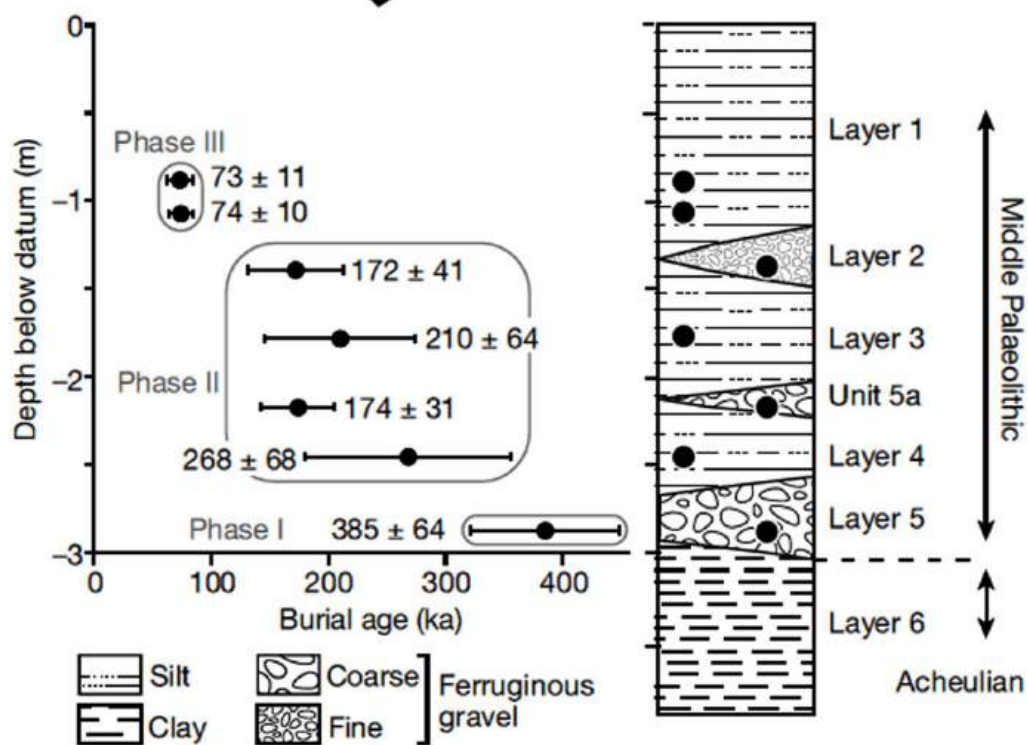 0
−1
−2
−3
Depth below datum (m)
Phase III
73 ± 11
74 ± 10
172 ± 41
210 ± 64
Phase II
174 ± 31
268 ± 68
Phase I
385 ± 64
0
100
200
300
400
Burial age (ka)
Layer 1
Layer 2
Layer 3
Unit 5a
Layer 4
Layer 5
Layer 6
Middle Palaeolithic
Acheulian
Silt
Clay
Coarse
Fine
Ferruginous
gravel